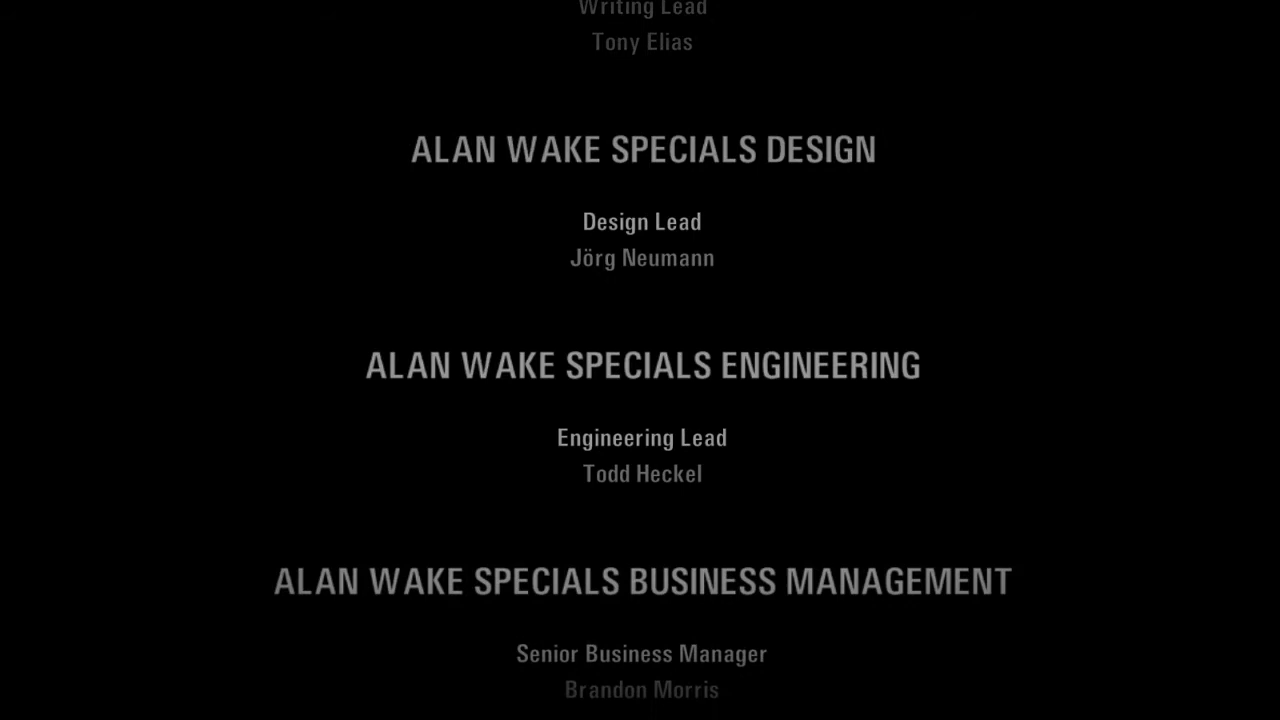 Writing Lead
Tony Elias
ALAN WAKE SPECIALS DESIGN
Design Lead
Jörg Neumann
ALAN WAKE SPECIALS ENGINEERING
Engineering Lead
Todd Heckel
ALAN WAKE SPECIALS BUSINESS MANAGEMENT
Senior Business Manager
Brandon Morris